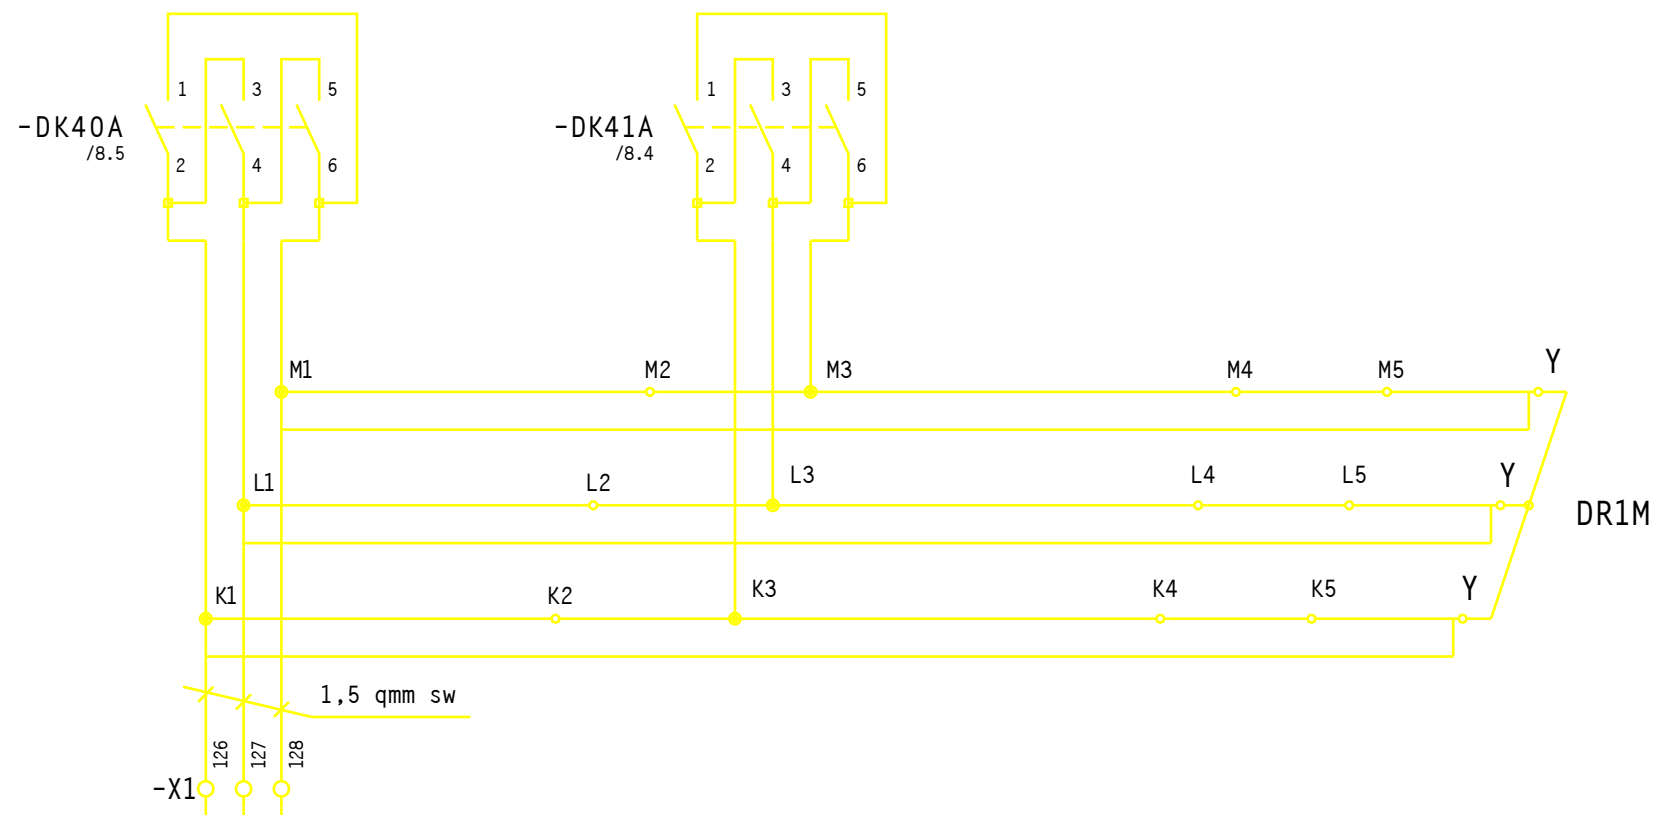 1 3 5 1 3 5
-DK40A -DK41A
/8.5 /8.4
2 4 6 2 4 6
M1 M2 M3 M4 M5 Y
L1 L2 L3 L4 L5 Y
DR1M
K1 K2 K3 K4 K5 Y
1,5 qmm sw
126 127 128
-X1